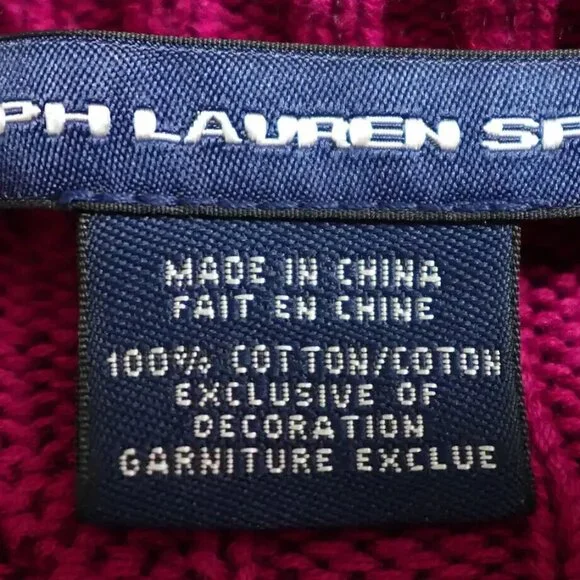 PH LAUREN SP
MADE IN CHINA
FAIT EN CHINE
100% COTTON/COTON
EXCLUSIVE OF
DECORATION
GARNITURE EXCLUE